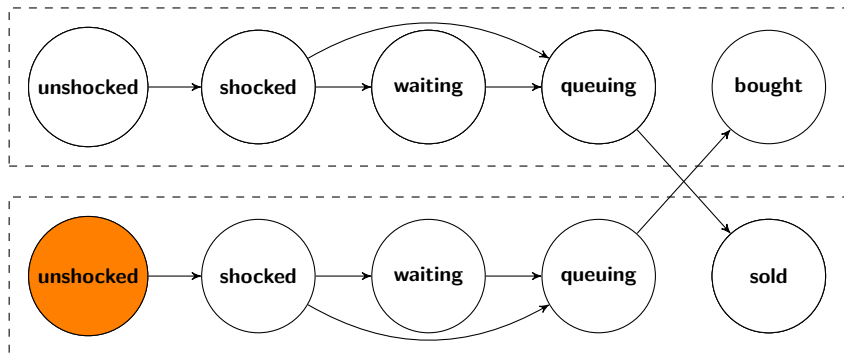 unshocked
shocked
waiting
queuing
bought
unshocked
shocked
waiting
queuing
sold